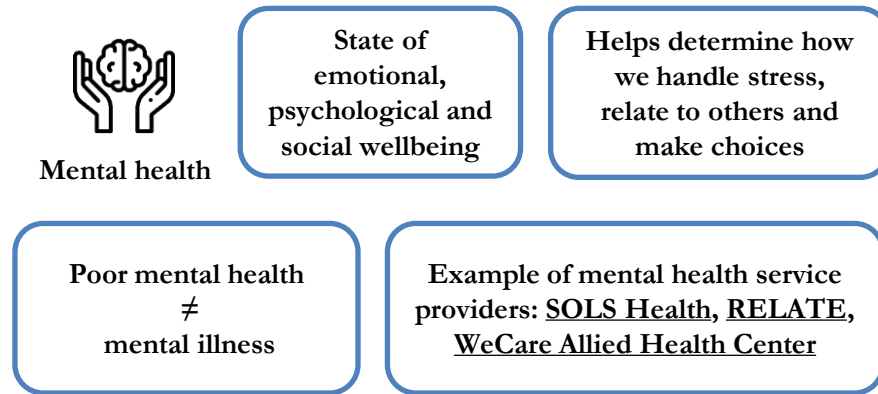 Mental health
State of
emotional,
psychological and
social wellbeing
Helps determine how
we handle stress,
relate to others and
make choices
Poor mental health
≠
mental illness
Example of mental health service
providers: SOLS Health, RELATE,
WeCare Allied Health Center